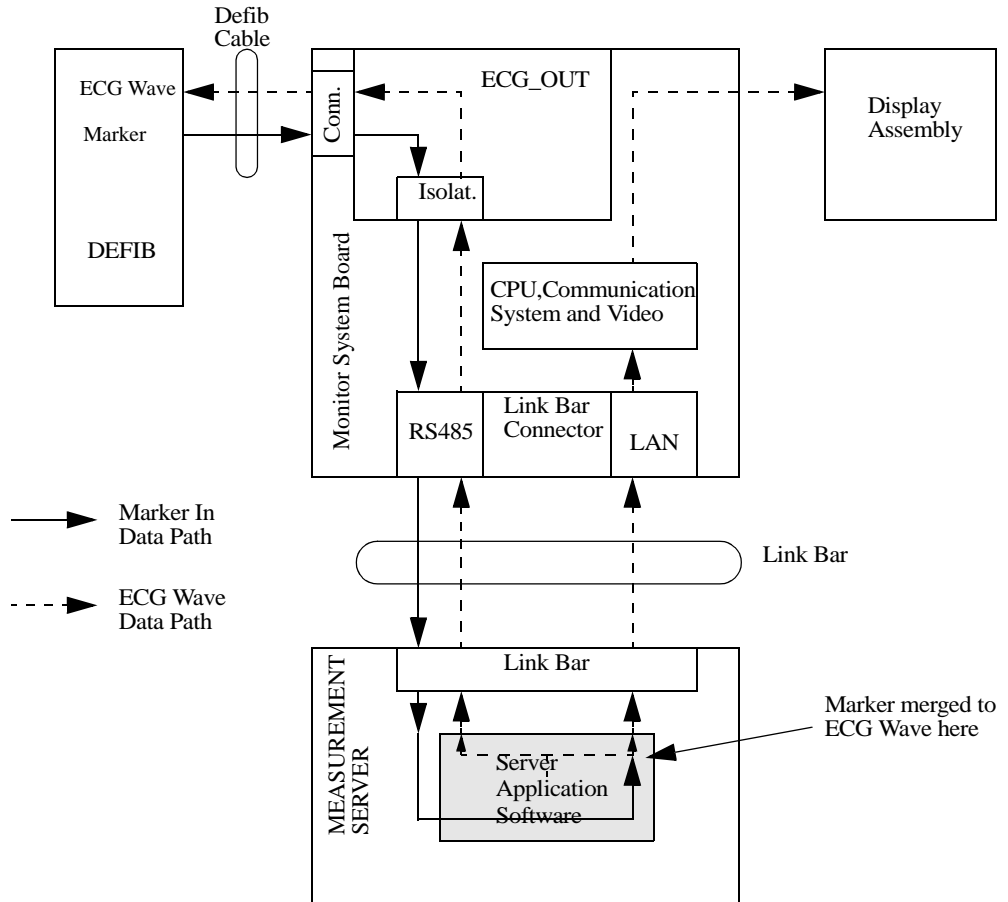 Defib
Cable
ECG Wave
Marker
DEFIB
Conn.
ECG_OUT
Isolat.
Monitor System Board
CPU,Communication
System and Video
RS485
Link Bar
Connector
LAN
Display
Assembly
Marker In
Data Path
ECG Wave
Data Path
Link Bar
MEASUREMENT
SERVER
Link Bar
Server
Application
Software
Marker merged to
ECG Wave here